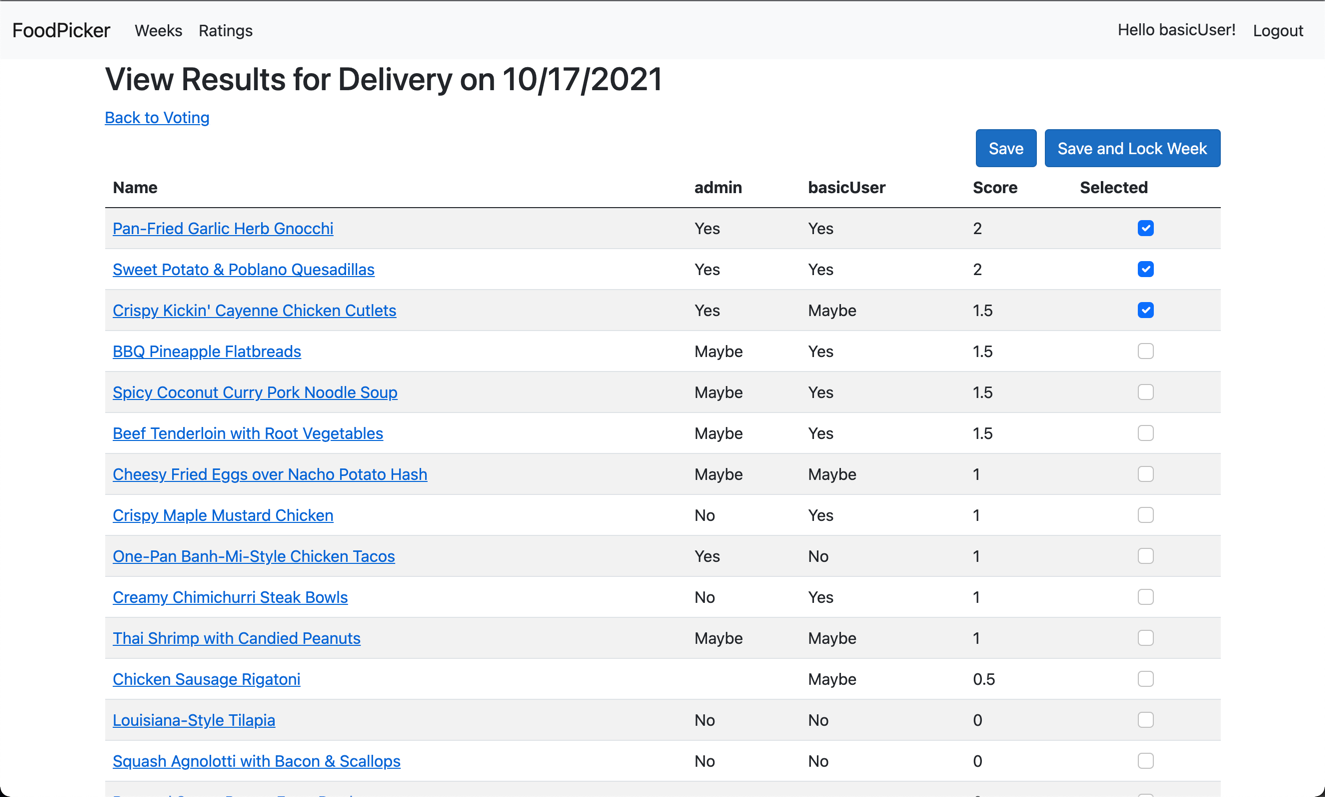 FoodPicker Weeks Ratings Hello basicUser! Logout
View Results for Delivery on 10/17/2021
Back to Voting
Save Save and Lock Week
Name admin basicUser Score Selected
Pan-Fried Garlic Herb Gnocchi Yes Yes 2
Sweet Potato & Poblano Quesadillas Yes Yes 2
Crispy Kickin' Cayenne Chicken Cutlets Yes Maybe 1.5
BBQ Pineapple Flatbreads Maybe Yes 1.5
Spicy Coconut Curry Pork Noodle Soup Maybe Yes 1.5
Beef Tenderloin with Root Vegetables Maybe Yes 1.5
Cheesy Fried Eggs over Nacho Potato Hash Maybe Maybe 1
Crispy Maple Mustard Chicken No Yes 1
One-Pan Banh-Mi-Style Chicken Tacos Yes No 1
Creamy Chimichurri Steak Bowls No Yes 1
Thai Shrimp with Candied Peanuts Maybe Maybe 1
Chicken Sausage Rigatoni Maybe 0.5
Louisiana-Style Tilapia No No 0
Squash Agnolotti with Bacon & Scallops No No 0